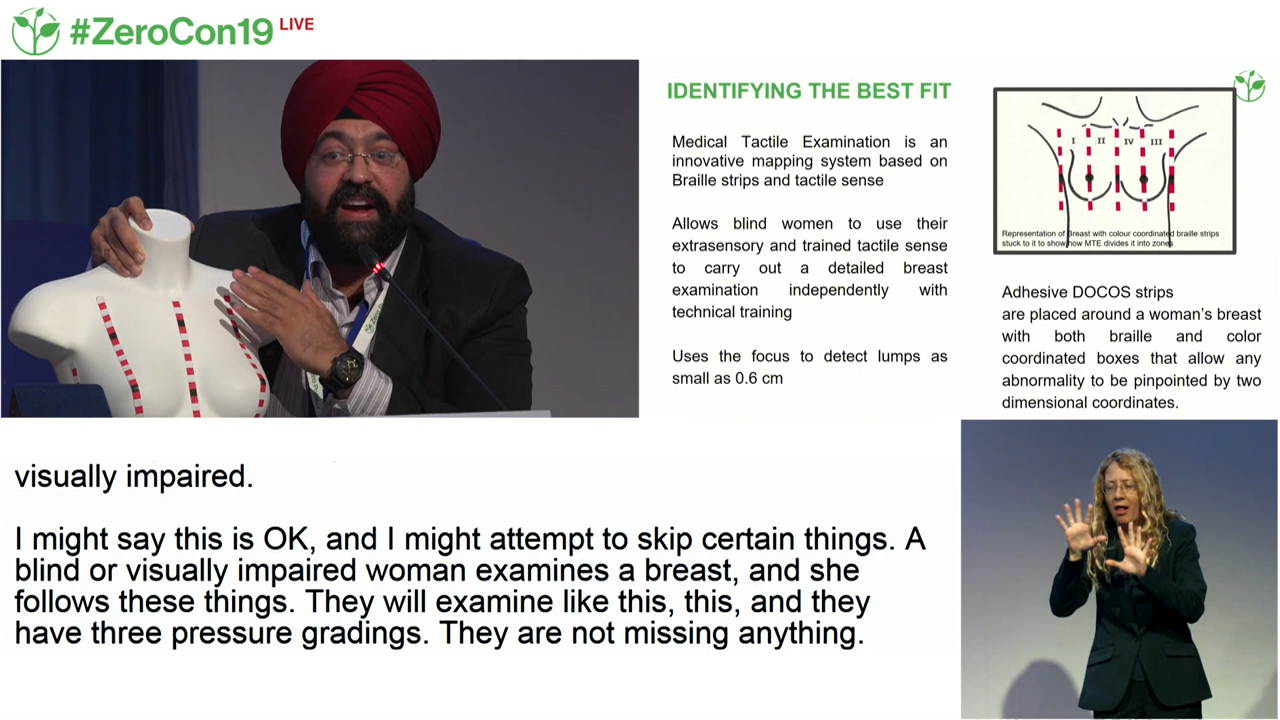 #ZeroCon19 LIVE
IDENTIFYING THE BEST FIT
Medical Tactile Examination is an
innovative mapping system based on
Braille strips and tactile sense
Allows blind women to use their
extrasensory and trained tactile sense
to carry out a detailed breast
examination independently with
technical training
Uses the focus to detect lumps as
small as 0.6 cm
I II IV III
Representation of Breast with colour coordinated braille strips
stuck to it to show how MTE divides it into zones
Adhesive DOCOS strips
are placed around a woman's breast
with both braille and color
coordinated boxes that allow any
abnormality to be pinpointed by two
dimensional coordinates.
visually impaired.
I might say this is OK, and I might attempt to skip certain things. A
blind or visually impaired woman examines a breast, and she
follows these things. They will examine like this, this, and they
have three pressure gradings. They are not missing anything.